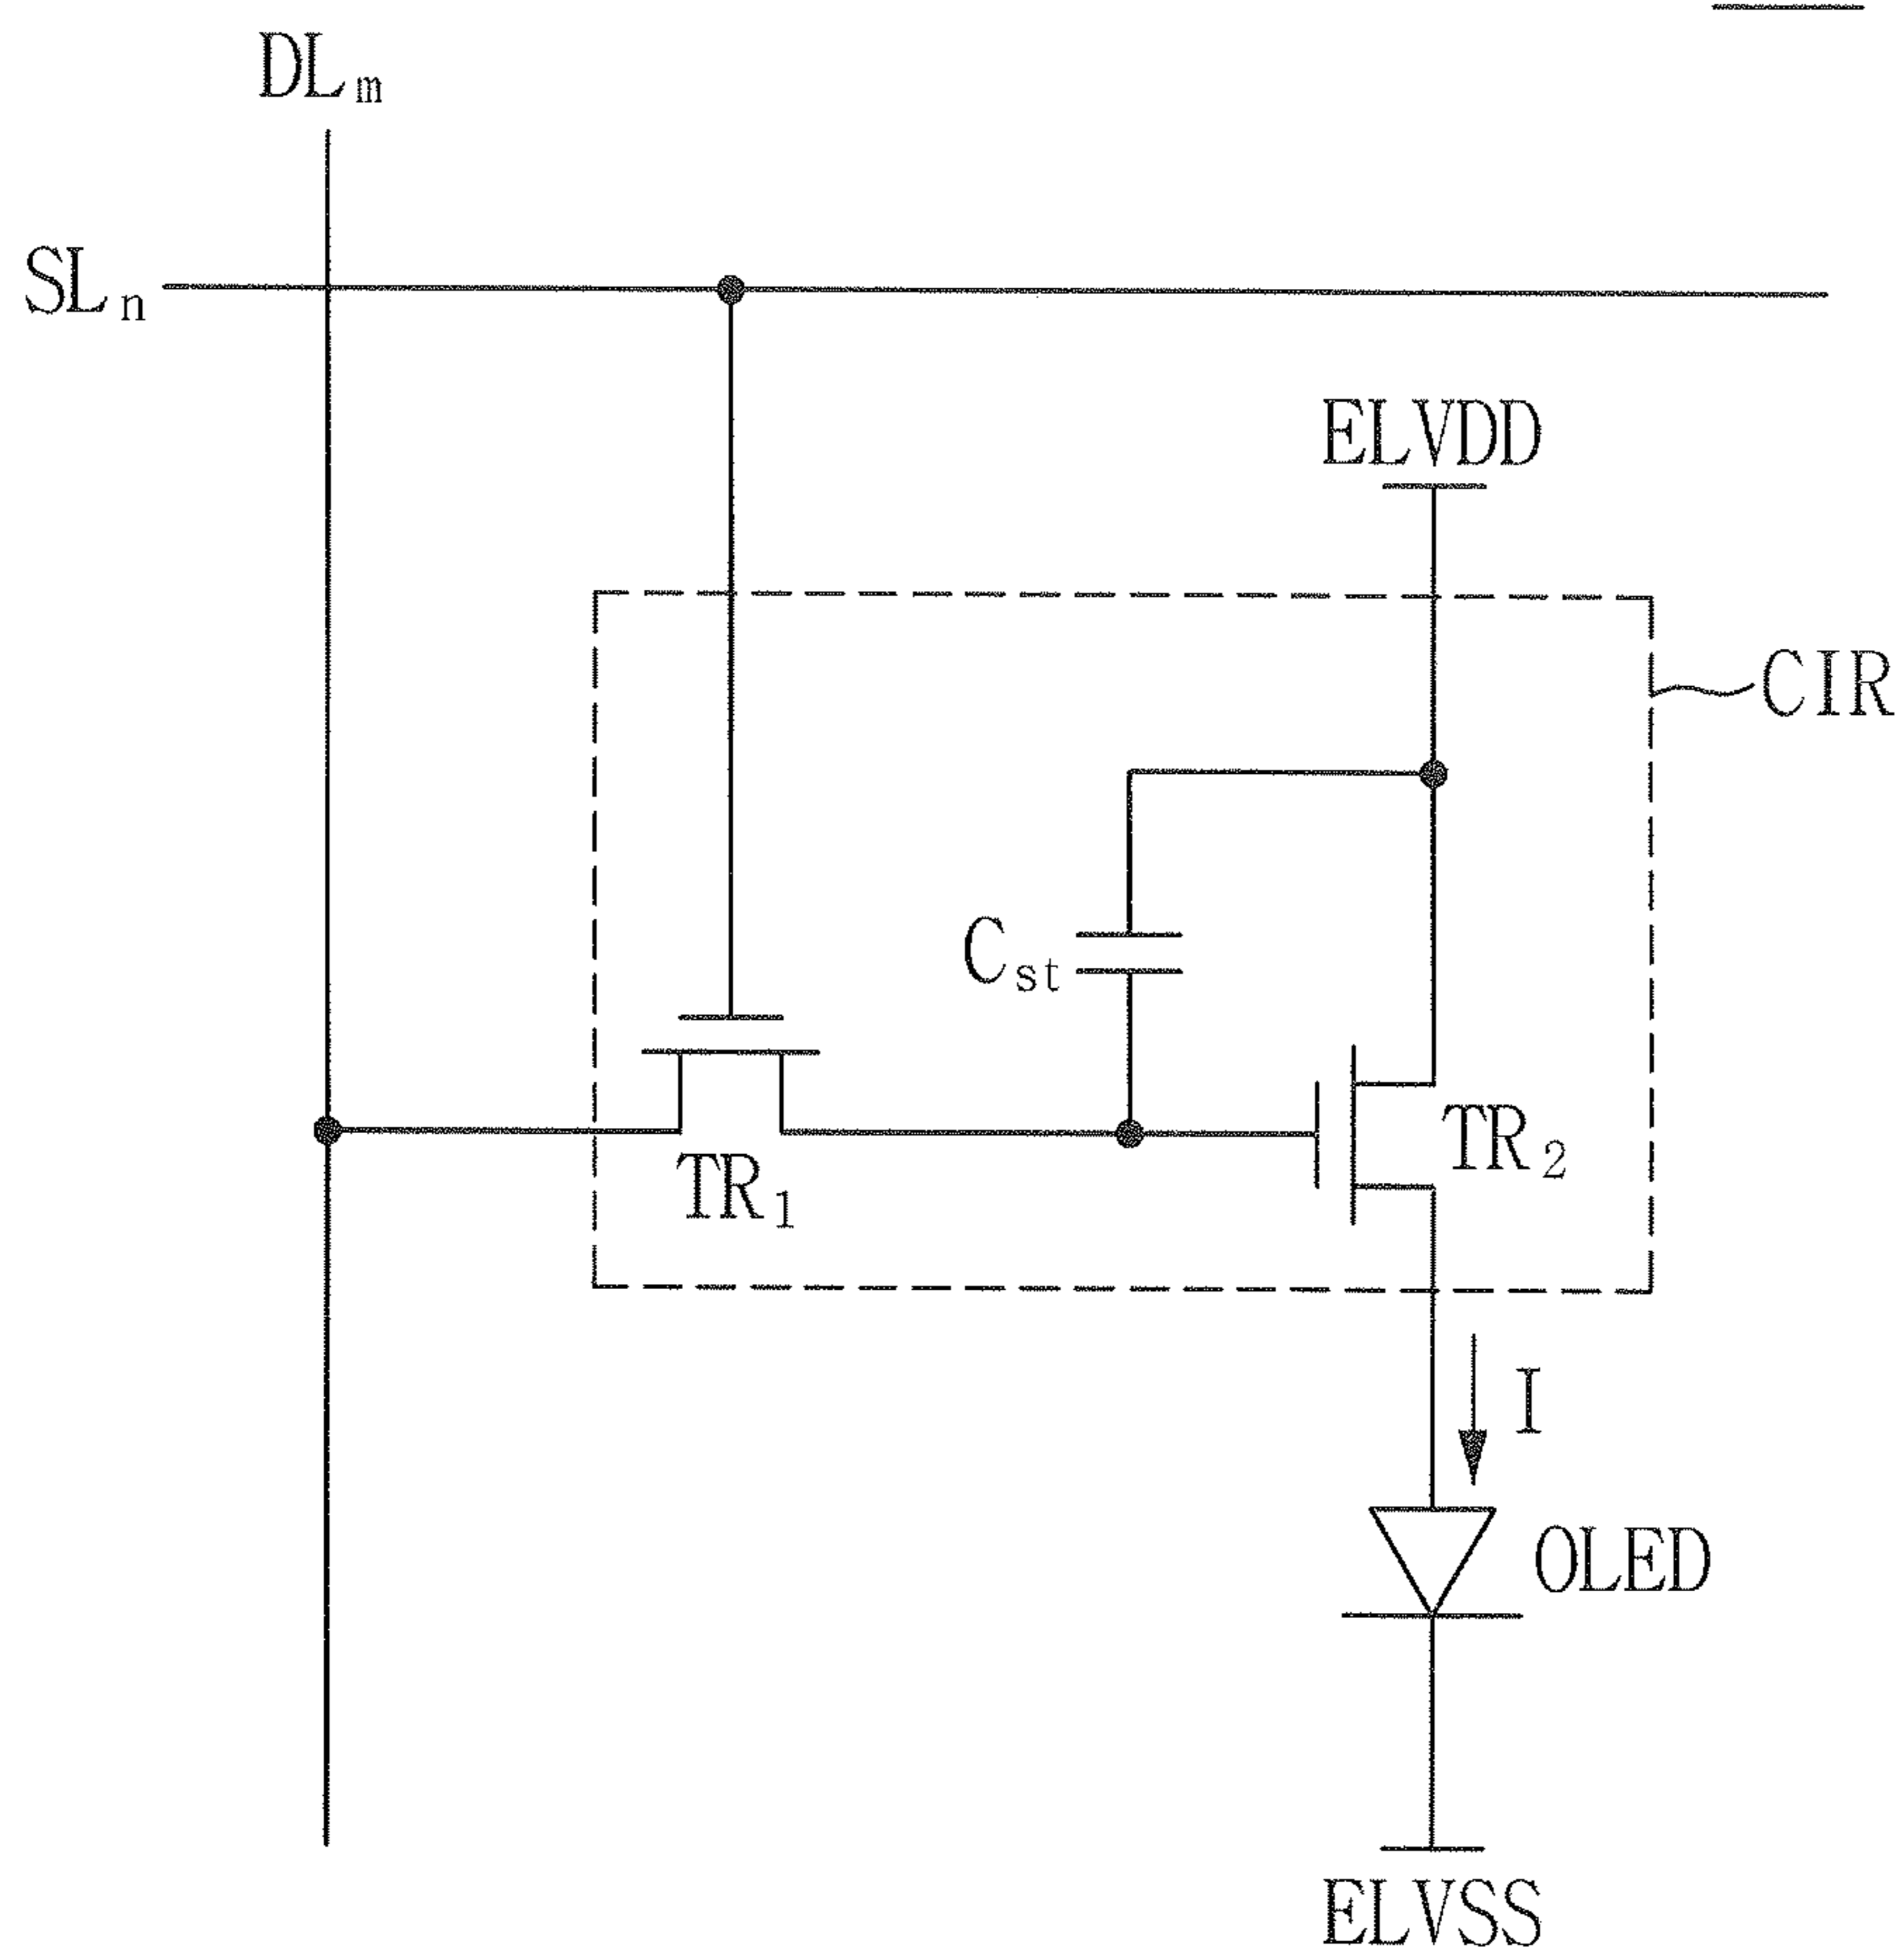 DLm
SLn
ELVDD
CIR
Cst
TR1
TR2
I
OLED
ELVSS